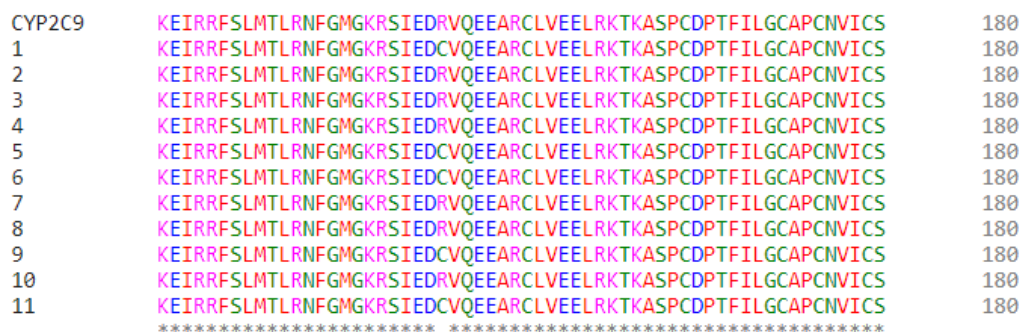 CYP2C9 KEIRRFSLMTLRNFGMGKRSIEDRVQEEARCLVEELRKTKASPCDPTFILGCAPCNVICS 180
1 KEIRRFSLMTLRNFGMGKRSIEDCVQEEARCLVEELRKTKASPCDPTFILGCAPCNVICS 180
2 KEIRRFSLMTLRNFGMGKRSIEDRVQEEARCLVEELRKTKASPCDPTFILGCAPCNVICS 180
3 KEIRRFSLMTLRNFGMGKRSIEDRVQEEARCLVEELRKTKASPCDPTFILGCAPCNVICS 180
4 KEIRRFSLMTLRNFGMGKRSIEDRVQEEARCLVEELRKTKASPCDPTFILGCAPCNVICS 180
5 KEIRRFSLMTLRNFGMGKRSIEDCVQEEARCLVEELRKTKASPCDPTFILGCAPCNVICS 180
6 KEIRRFSLMTLRNFGMGKRSIEDCVQEEARCLVEELRKTKASPCDPTFILGCAPCNVICS 180
7 KEIRRFSLMTLRNFGMGKRSIEDCVQEEARCLVEELRKTKASPCDPTFILGCAPCNVICS 180
8 KEIRRFSLMTLRNFGMGKRSIEDRVQEEARCLVEELRKTKASPCDPTFILGCAPCNVICS 180
9 KEIRRFSLMTLRNFGMGKRSIEDCVQEEARCLVEELRKTKASPCDPTFILGCAPCNVICS 180
10 KEIRRFSLMTLRNFGMGKRSIEDRVQEEARCLVEELRKTKASPCDPTFILGCAPCNVICS 180
11 KEIRRFSLMTLRNFGMGKRSIEDCVQEEARCLVEELRKTKASPCDPTFILGCAPCNVICS 180
*********************** ************************************